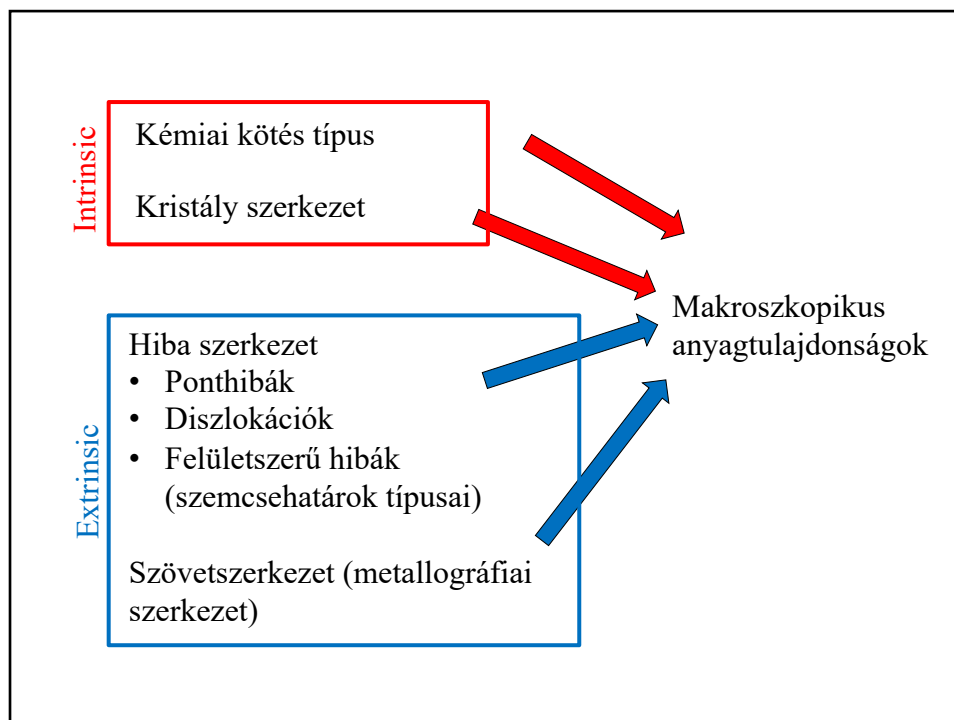 Intrinsic
Kémiai kötés típus
Kristály szerkezet
Makroszkopikus
anyagtulajdonságok
Extrinsic
Hiba szerkezet
• Ponthibák
• Diszlokációk
• Felületszerű hibák
(szemcsehatárok típusai)
Szövetszerkezet (metallográfiai
szerkezet)